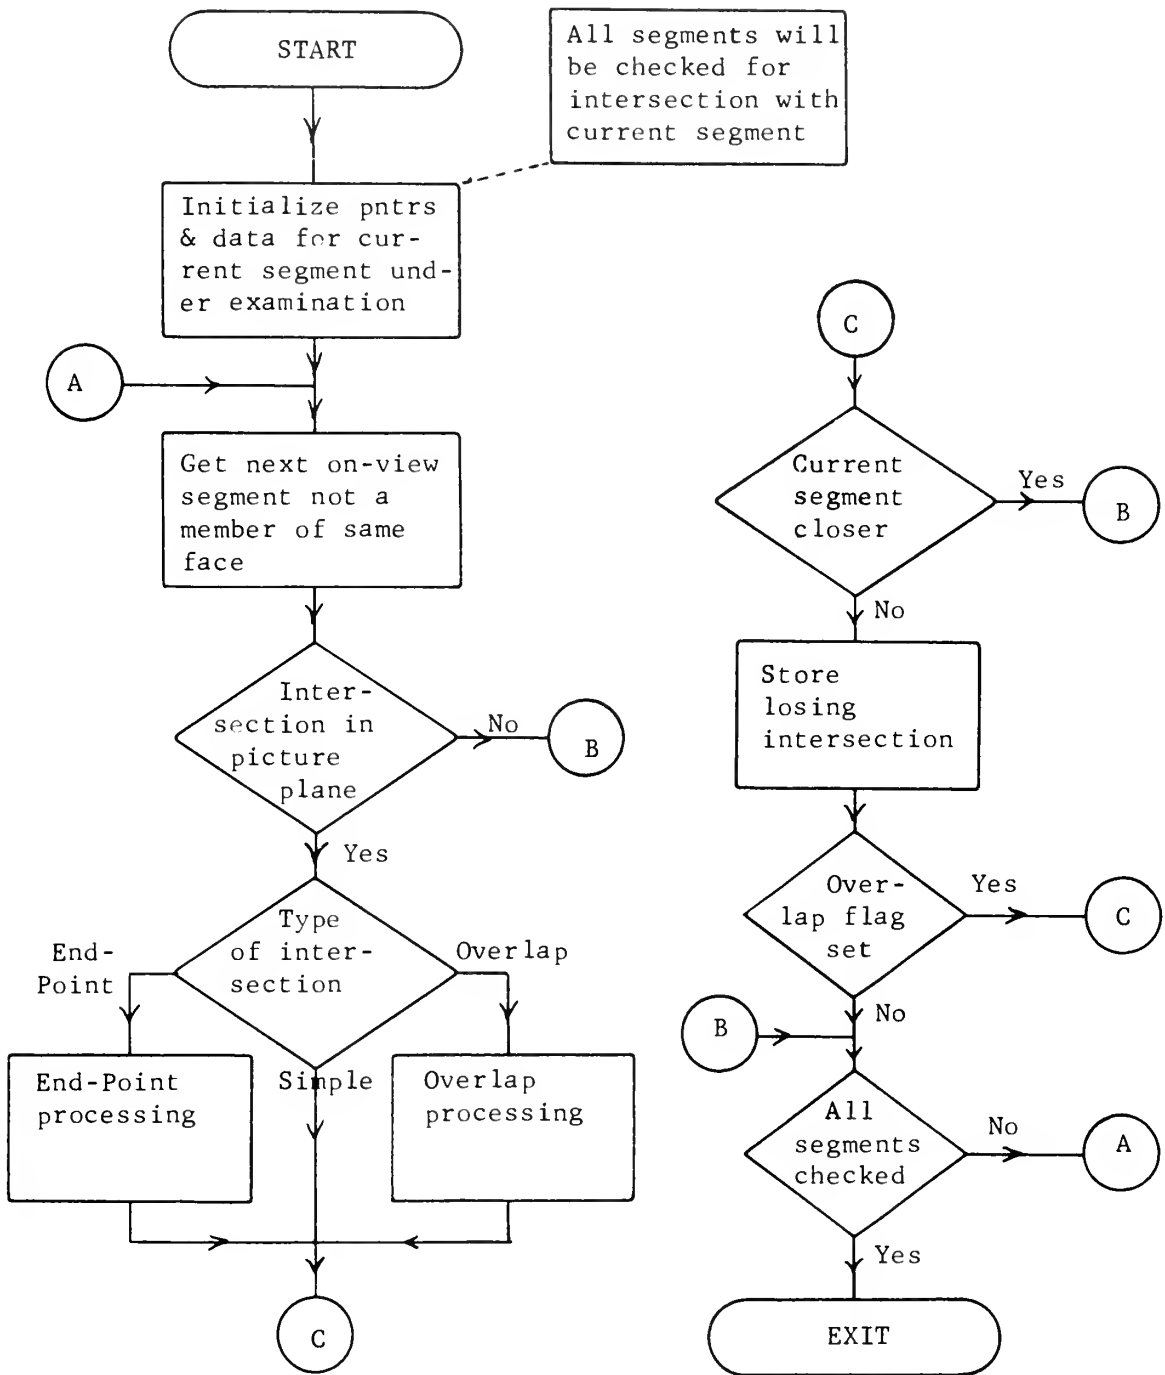 START
All segments will
be checked for
intersection with
current segment
Initialize pntrs
& data for cur-
rent segment und-
er examination
A
Get next on-view
segment not a
member of same
face
Inter-
section in
picture
plane
No
B
Yes
Type
of inter-
section
End-
Point
Overlap
End-Point
processing
Simple
Overlap
processing
C
C
Current
segment
closer
Yes
B
No
Store
losing
intersection
Over-
lap flag
set
Yes
C
No
B
All
segments
checked
No
A
Yes
EXIT